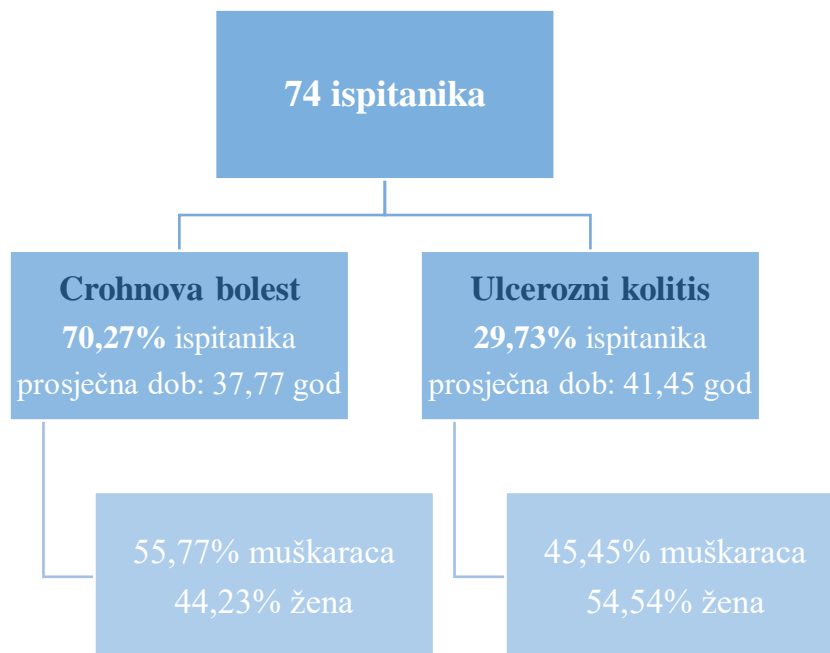 74 ispitanika
Crohnova bolest
70,27% ispitanika
prosječna dob: 37,77 god
Ulcerozni kolitis
29,73% ispitanika
prosječna dob: 41,45 god
55,77% muškaraca
44,23% žena
45,45% muškaraca
54,54% žena